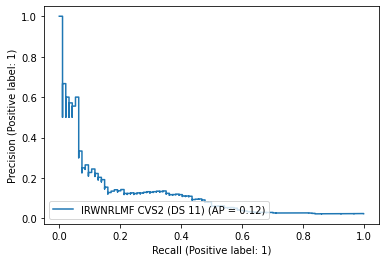 1.0
0.8
0.6
0.4
0.2
0.0
Precision (Positive label: 1)
IRWNRLMF CVS2 (DS 11) (AP = 0.12)
0.0 0.2 0.4 0.6 0.8 1.0
Recall (Positive label: 1)